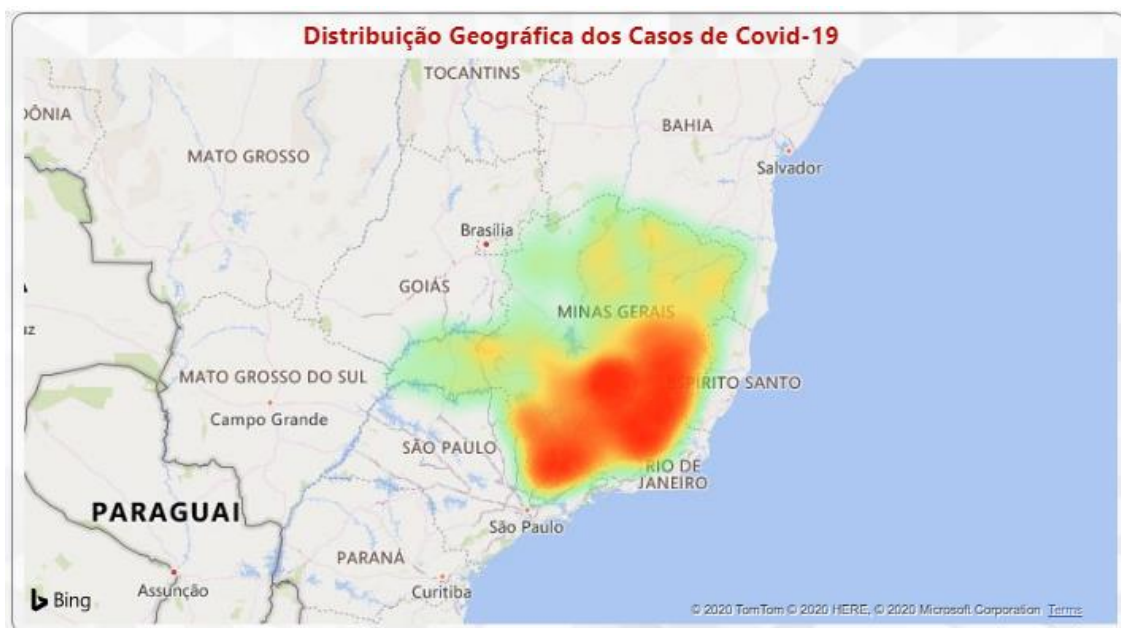 Distribuição Geográfica dos Casos de Covid-19
TOCANTINS
DÔNIA
BAHIA
MATO GROSSO
Salvador
Brasília
GOIÁS
MINAS GERAIS
MATO GROSSO DO SUL
ESPIRITO SANTO
Campo Grande
SÃO PAULO
RIO DE
JANEIRO
PARAGUAI
São Paulo
PARANÁ
Assunção
Curitiba
Bing
© 2020 TomTom © 2020 HERE, © 2020 Microsoft Corporation Terms